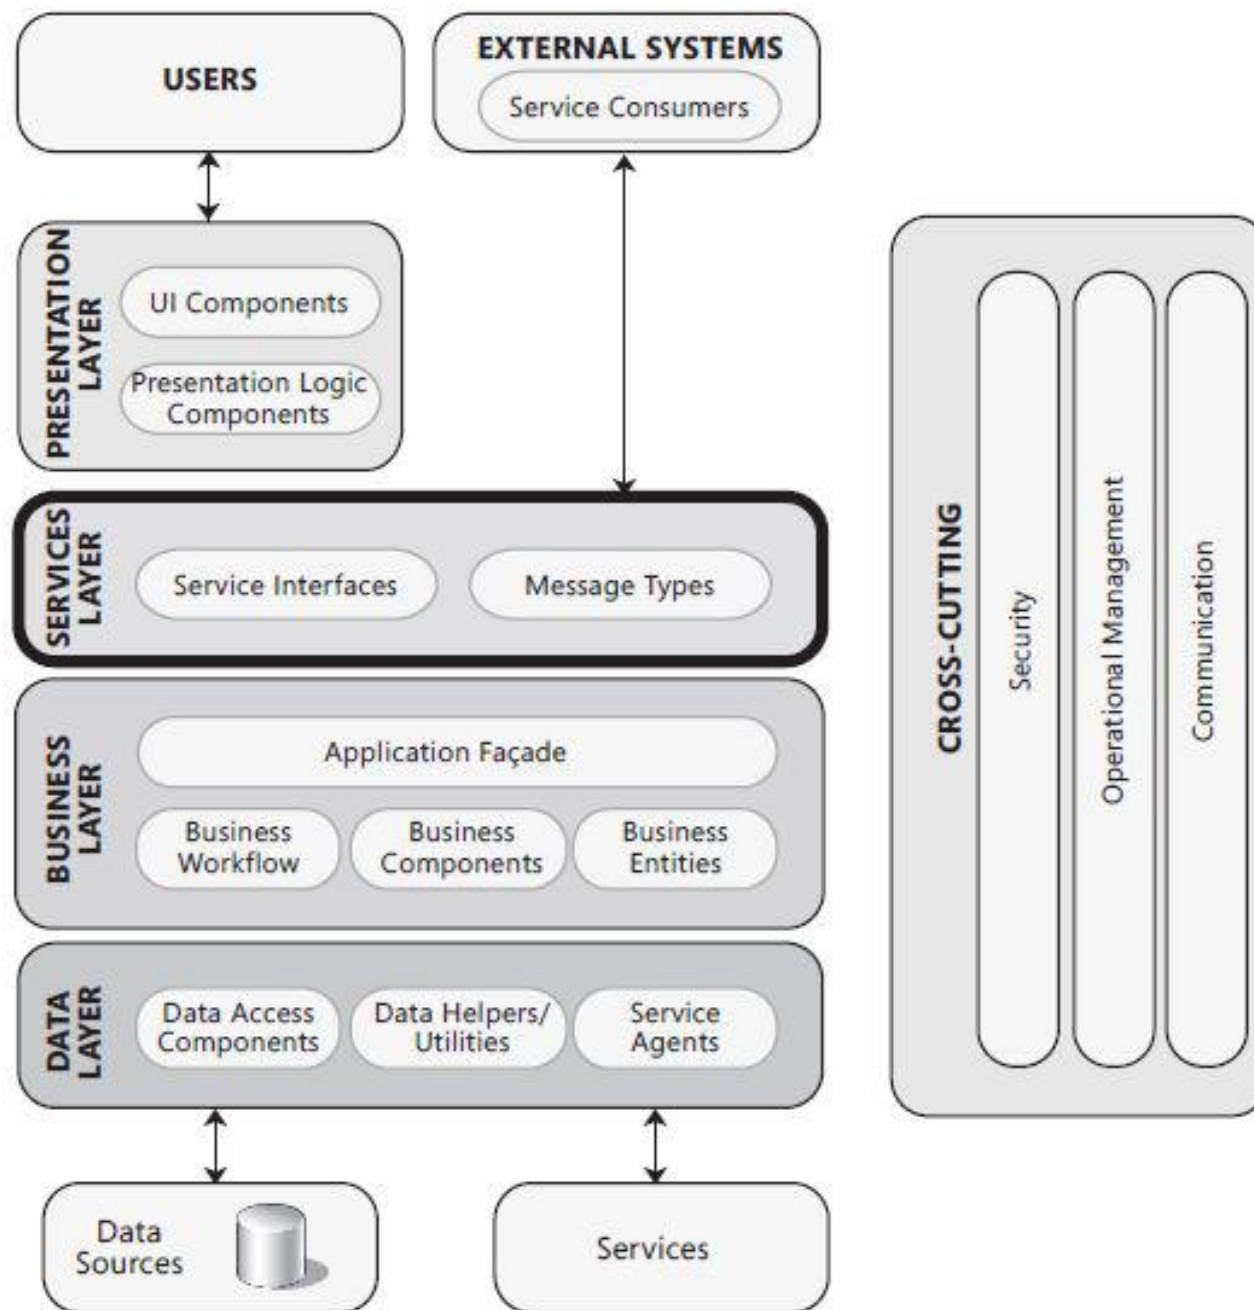 USERS
EXTERNAL SYSTEMS
Service Consumers
PRESENTATION
LAYER
UI Components
Presentation Logic
Components
SERVICES
LAYER
Service Interfaces
Message Types
BUSINESS
LAYER
Application Façade
Business
Workflow
Business
Components
Business
Entities
DATA
LAYER
Data Access
Components
Data Helpers/
Utilities
Service
Agents
Data
Sources
Services
CROSS-CUTTING
Security
Operational Management
Communication